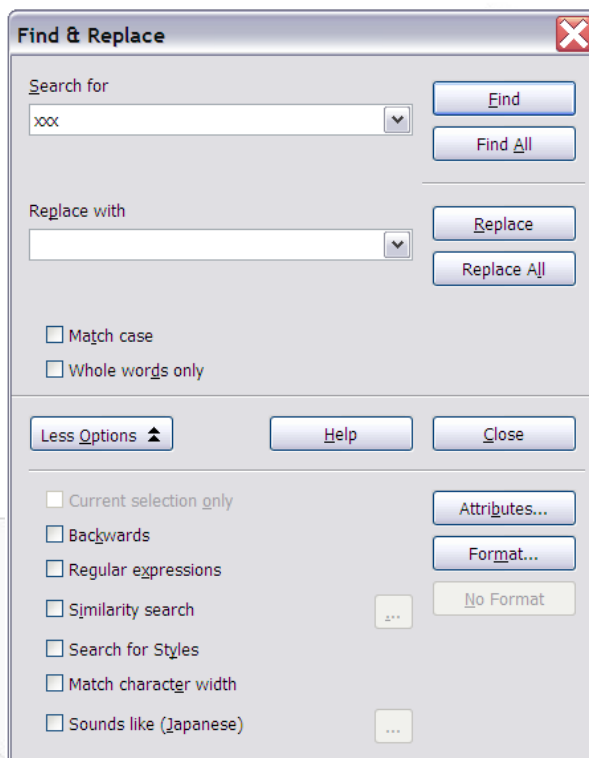 Find & Replace
Search for
xxx
Find
Find All
Replace with
Replace
Replace All
Match case
Whole words only
Less Options
Help
Close
Current selection only
Attributes...
Backwards
Format...
Regular expressions
No Format
Similarity search
...
Search for Styles
Match character width
Sounds like (Japanese)
...